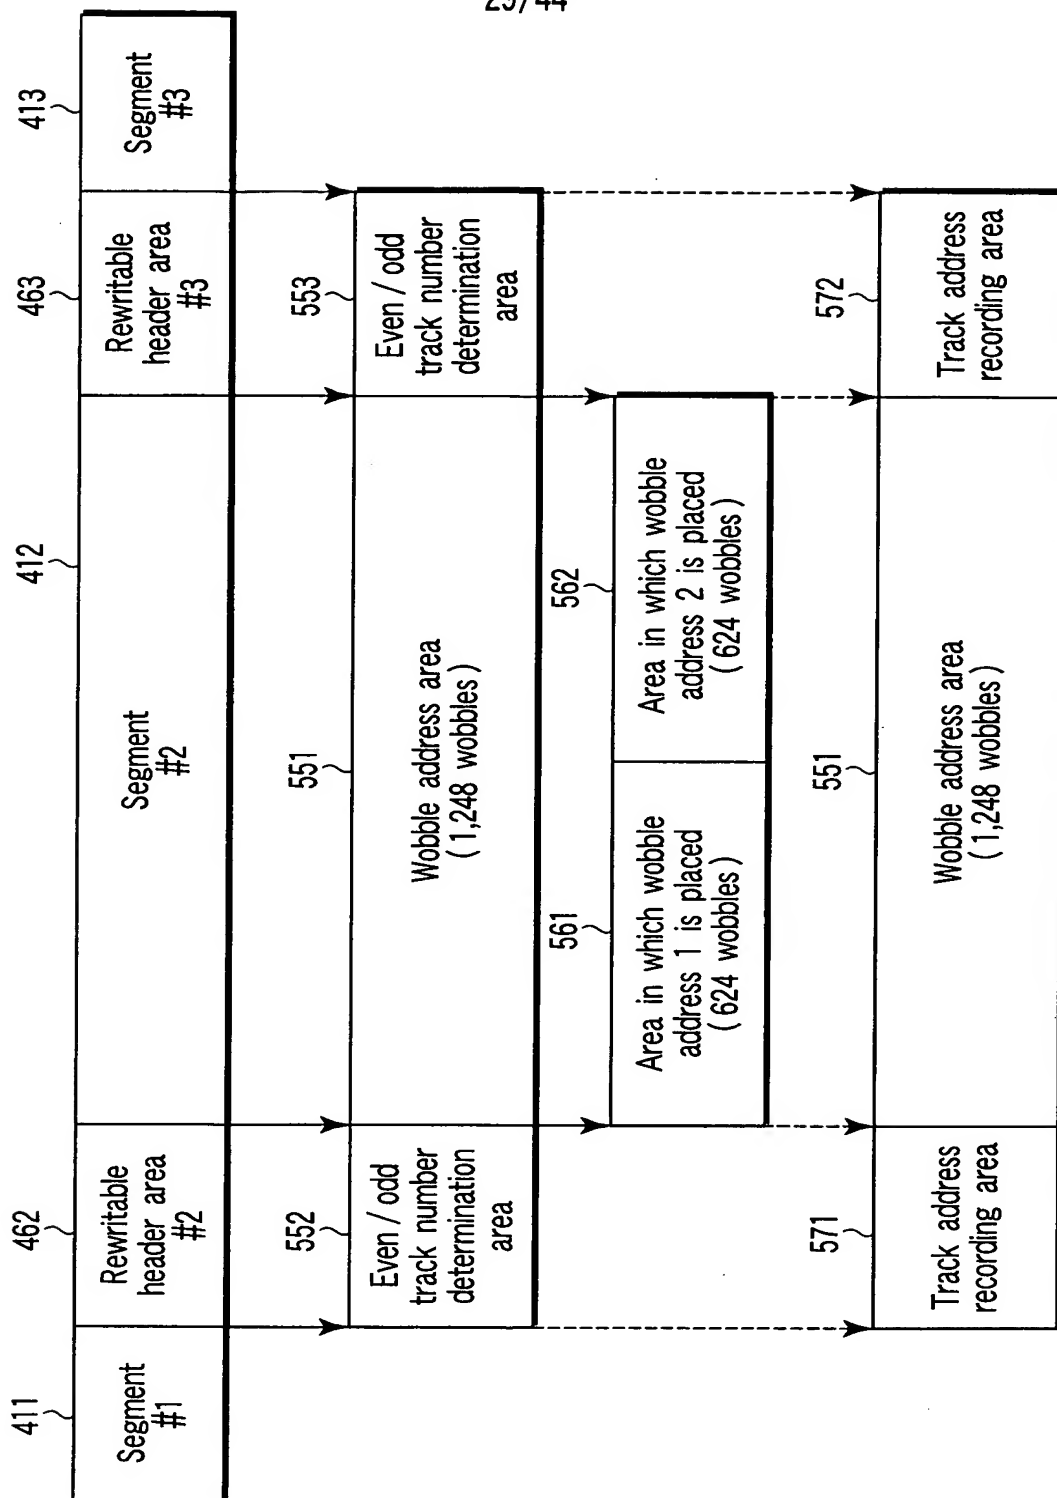 411
462
412
463
413
Segment
#1
Rewritable
header area
#2
Segment
#2
Rewritable
header area
#3
Segment
#3
552
551
553
Even / odd
track number
determination
area
Wobble address area
( 1,248 wobbles )
Even / odd
track number
determination
area
561
562
Area in which wobble
address 1 is placed
( 624 wobbles )
Area in which wobble
address 2 is placed
( 624 wobbles )
571
551
572
Track address
recording area
Wobble address area
( 1,248 wobbles )
Track address
recording area